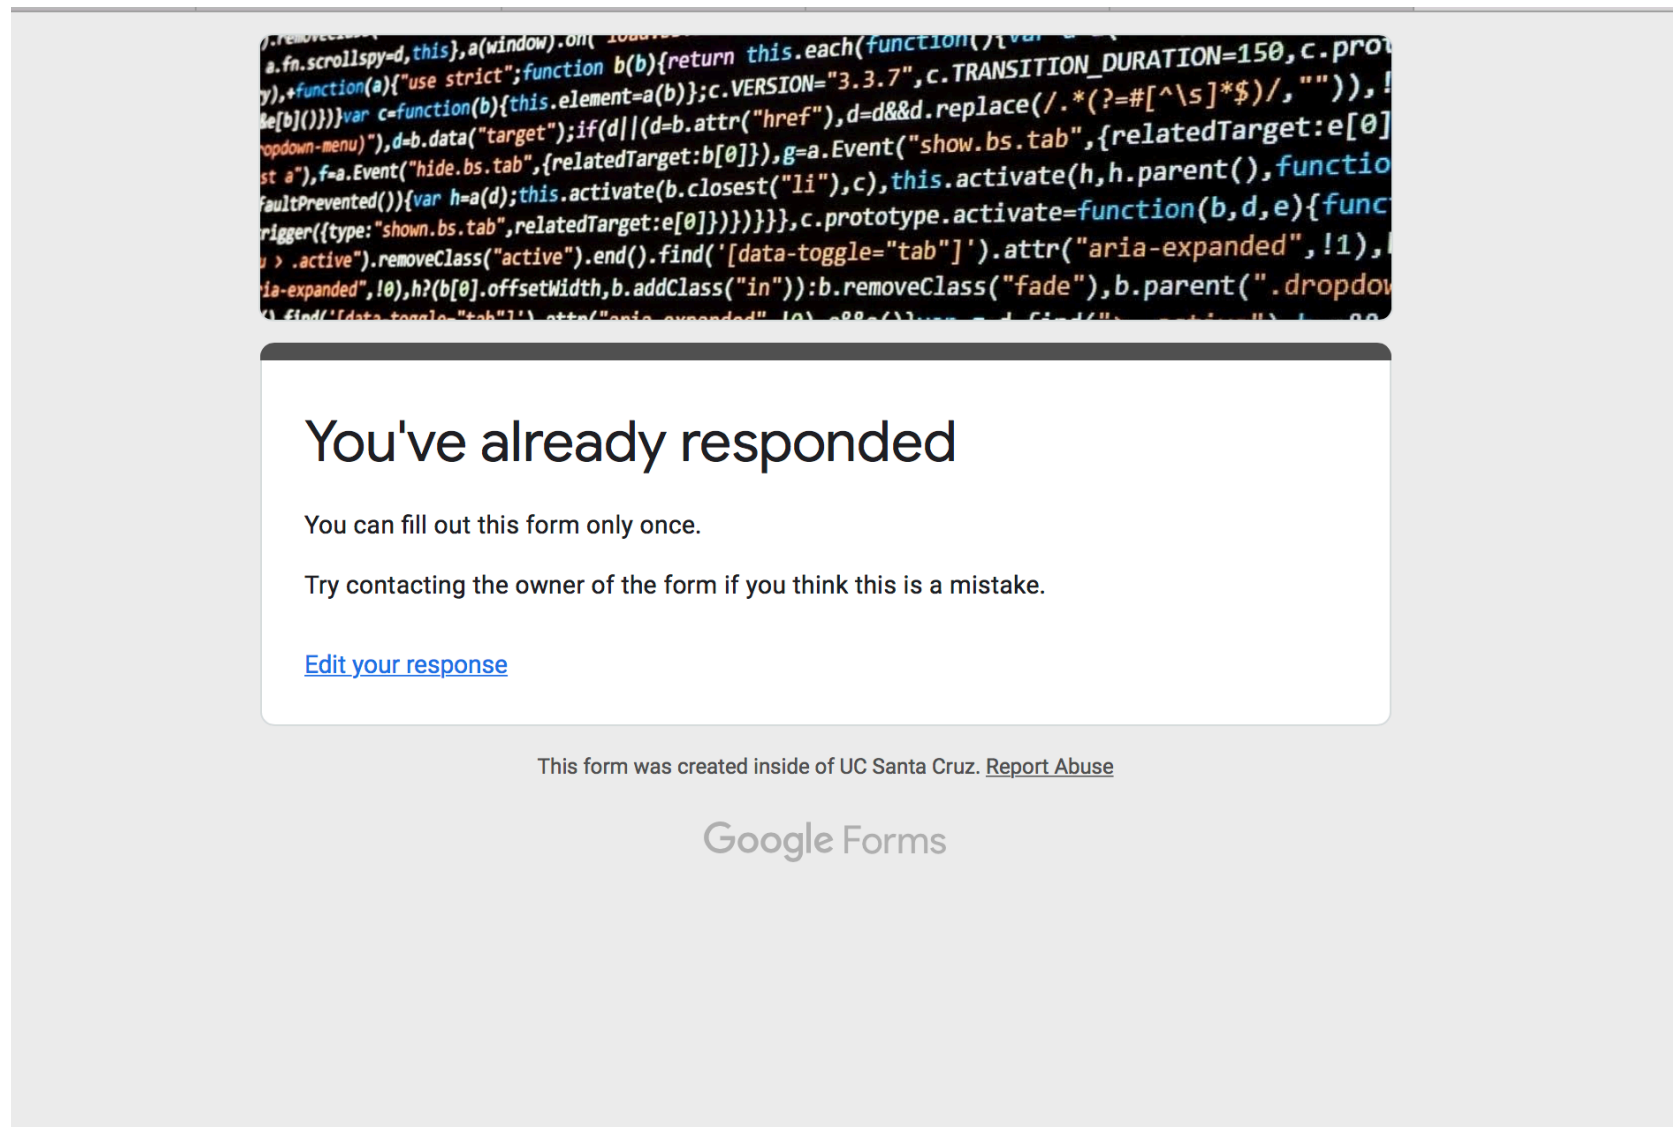 a.fn.scrollspy=d,this},a(window).on(
y),+function(a){"use strict";function b(b){return this.each(function(){var
&e[b]()})}var c=function(b){this.element=a(b)};c.VERSION="3.3.7",c.TRANSITION_DURATION=150,c.prot
opdown-menu)"),d=b.data("target");if(d||(d=b.attr("href"),d=d&&d.replace(/.*(?=#[^\s]*$)/,"")),!
st a"),f=a.Event("hide.bs.tab",{relatedTarget:b[0]}),g=a.Event("show.bs.tab",{relatedTarget:e[0]
faultPrevented()){var h=a(d);this.activate(b.closest("li"),c),this.activate(h,h.parent(),functio
rigger({type:"shown.bs.tab",relatedTarget:e[0]})})}}},c.prototype.activate=function(b,d,e){func
u > .active").removeClass("active").end().find('[data-toggle="tab"]').attr("aria-expanded",!1),
ia-expanded",!0),h?(b[0].offsetWidth,b.addClass("in")):b.removeClass("fade"),b.parent(".dropdow
You've already responded
You can fill out this form only once.
Try contacting the owner of the form if you think this is a mistake.
Edit your response
This form was created inside of UC Santa Cruz. Report Abuse
Google Forms